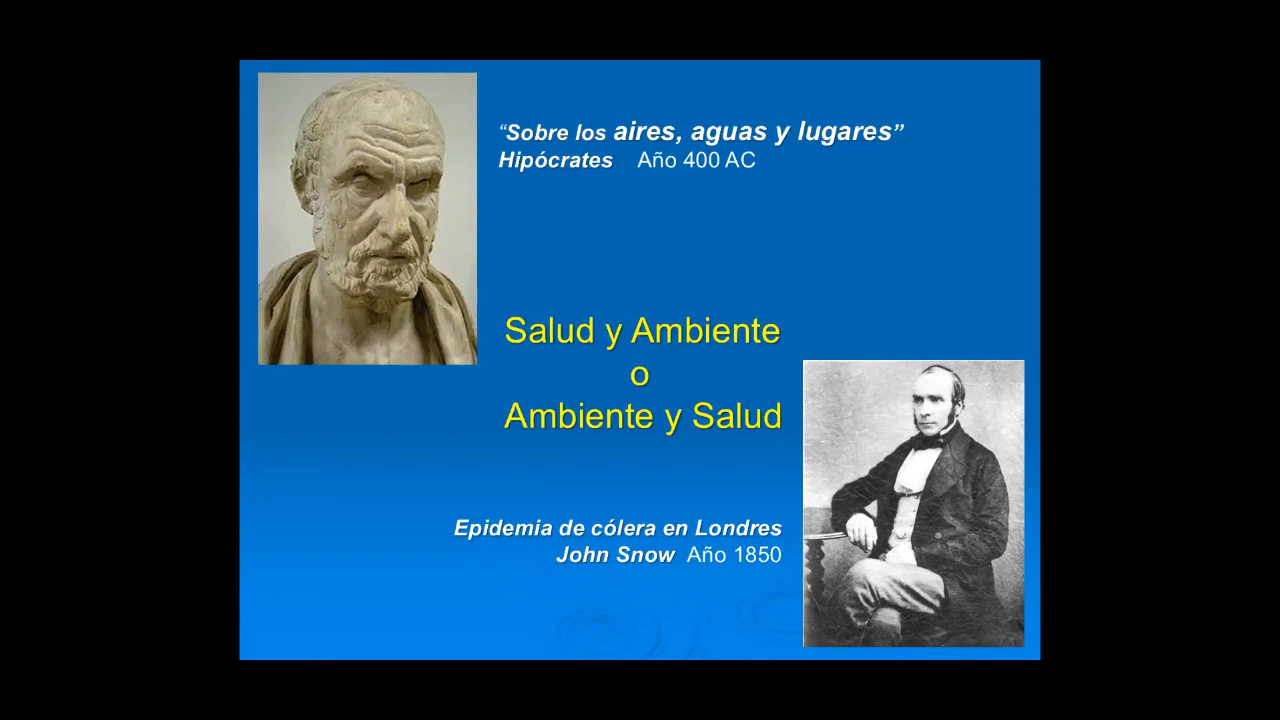 “Sobre los aires, aguas y lugares”
Hipócrates Año 400 AC
Salud y Ambiente
o
Ambiente y Salud
Epidemia de cólera en Londres
John Snow Año 1850